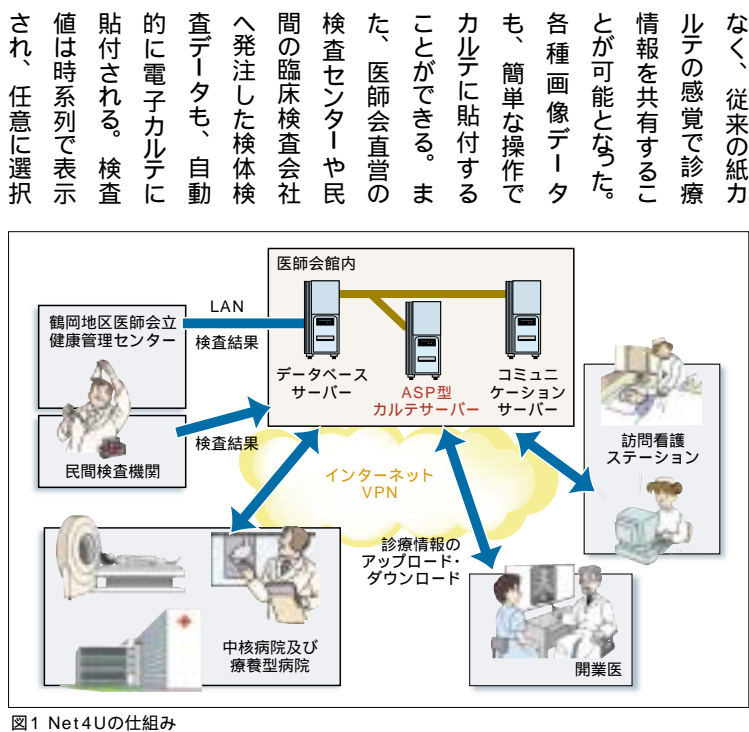 なく、従来の紙カ
ルテの感覚で診療
情報を共有するこ
とが可能となった。
各種画像データ
も、簡単な操作で
カルテに貼付する
ことができる。ま
た、医師会直営の
検査センターや民
間の臨床検査会社
へ発注した検体検
査データも、自動
的に電子カルテに
貼付される。検査
値は時系列で表示
され、任意に選択
医師会館内
LAN
鶴岡地区医師会立
健康管理センター
検査結果
データベース
サーバー
ASP型
カルテサーバー
コミュニ
ケーション
サーバー
検査結果
民間検査機関
訪問看護
ステーション
インターネット
VPN
診療情報の
アップロード・
ダウンロード
中核病院及び
療養型病院
開業医
図1 Net4Uの仕組み